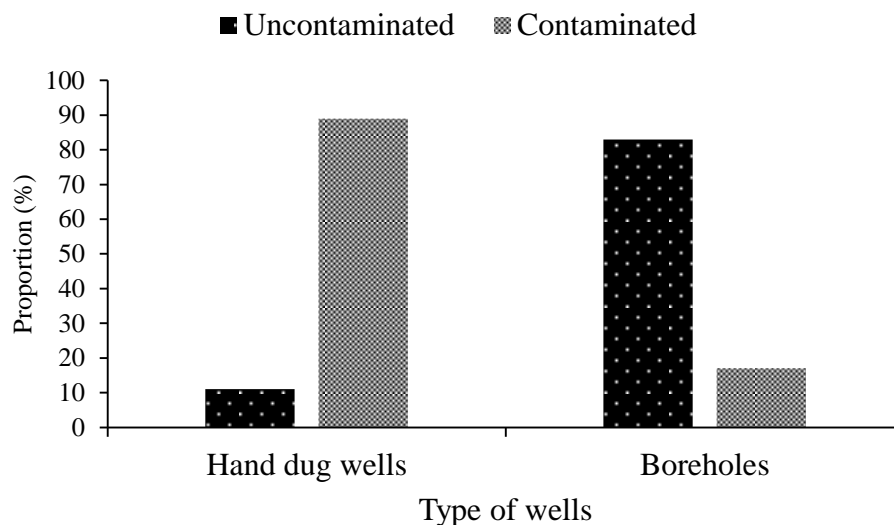 Uncontaminated Contaminated
100
90
80
70
60
50
40
30
20
10
0
Proportion (%)
Hand dug wells Boreholes
Type of wells